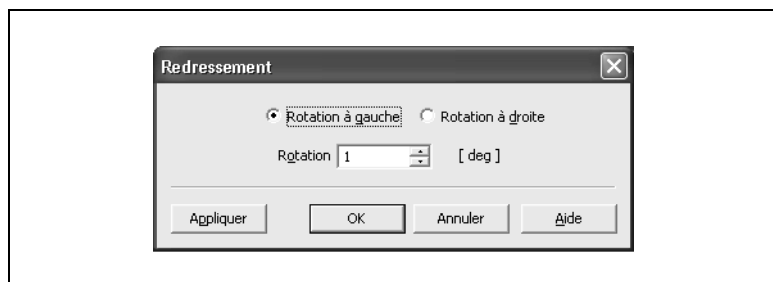 Redressement
Rotation à gauche Rotation à droite
Rotation 1 [ deg ]
Appliquer OK Annuler Aide